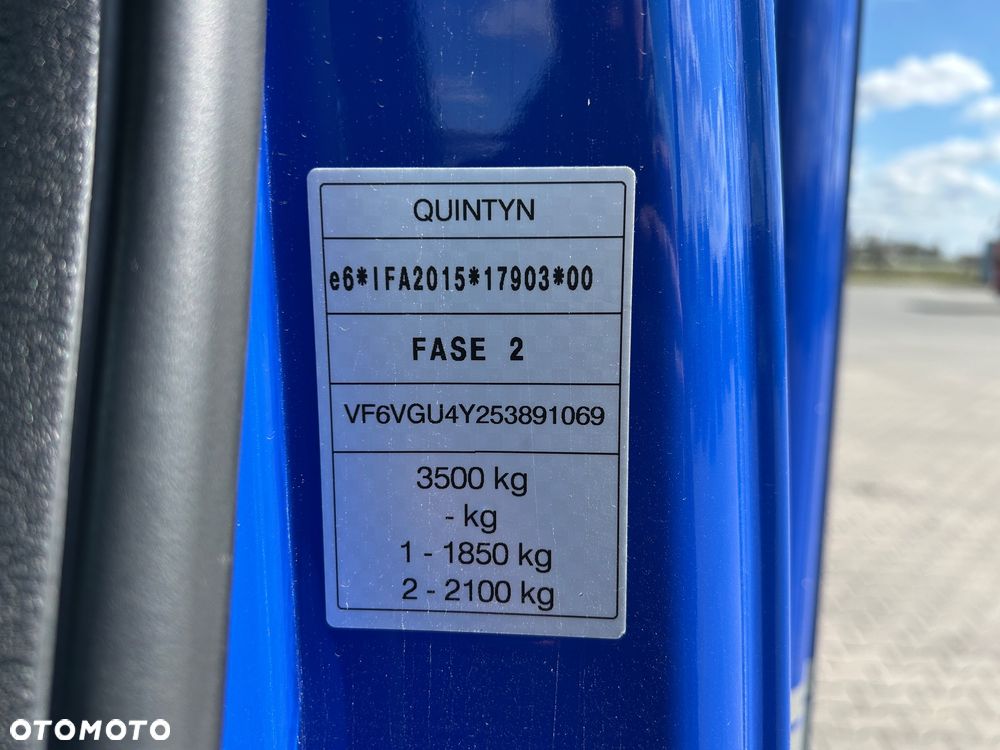 QUINTYN
e6*IFA2015*17903*00
FASE 2
VF6VGU4Y253891069
3500 kg
- kg
1 - 1850 kg
2 - 2100 kg
OTOMOTO